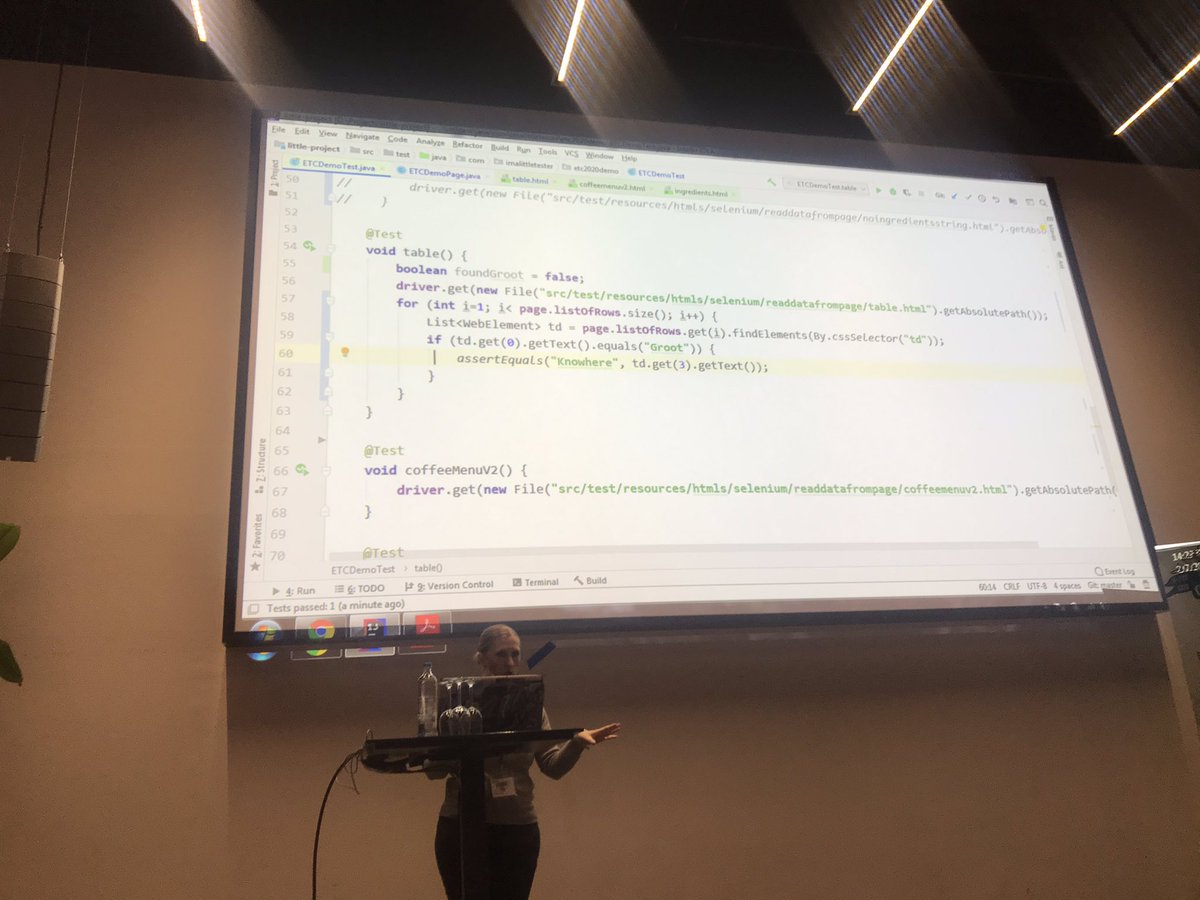 File Edit View Navigate Code Analyze Refactor Build Run Tools VCS Window Help
little-project src test java com imalittletester etc2020demo ETCDemoTest
ETCDemoTest.java ETCDemoPage.java table.html coffeemenuv2.html ingredients.html
ETCDemoTest.table Git:
1: Project
50 // driver.get(new File("src/test/resources/htmls/selenium/readdatafrompage/noingredientsstring.html").getAbso
51 // }
52
53 @Test
54 void table() {
55 boolean foundGroot = false;
56 driver.get(new File("src/test/resources/htmls/selenium/readdatafrompage/table.html").getAbsolutePath());
57 for (int i=1; i< page.listOfRows.size(); i++) {
58 List<WebElement> td = page.listOfRows.get(i).findElements(By.cssSelector("td"));
59 if (td.get(0).getText().equals("Groot")) {
60 assertEquals("Knowhere", td.get(3).getText());
61 }
62 }
63 }
64
65 @Test
66 void coffeeMenuV2() {
67 driver.get(new File("src/test/resources/htmls/selenium/readdatafrompage/coffeemenuv2.html").getAbsolutePath(
68 }
69
70 @Test
7: Structure
2: Favorites
ETCDemoTest > table()
4: Run 6: TODO 9: Version Control Terminal Build Event Log
Tests passed: 1 (a minute ago) 60:14 CRLF UTF-8 4 spaces Git: master